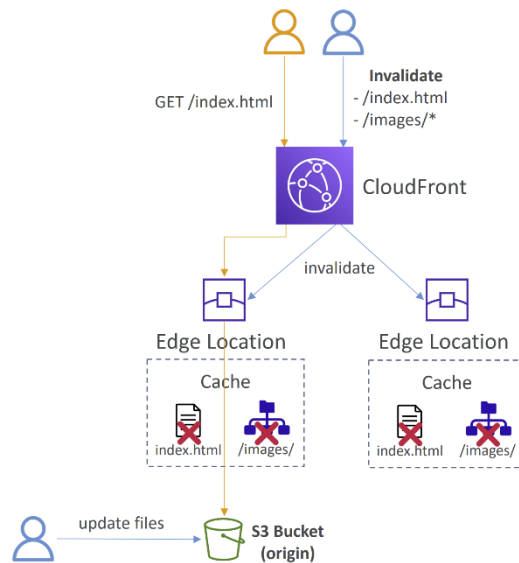 GET /index.html
Invalidate
- /index.html
- /images/*
CloudFront
invalidate
Edge Location
Edge Location
Cache
Cache
index.html
/images/
index.html
/images/
update files
S3 Bucket
(origin)